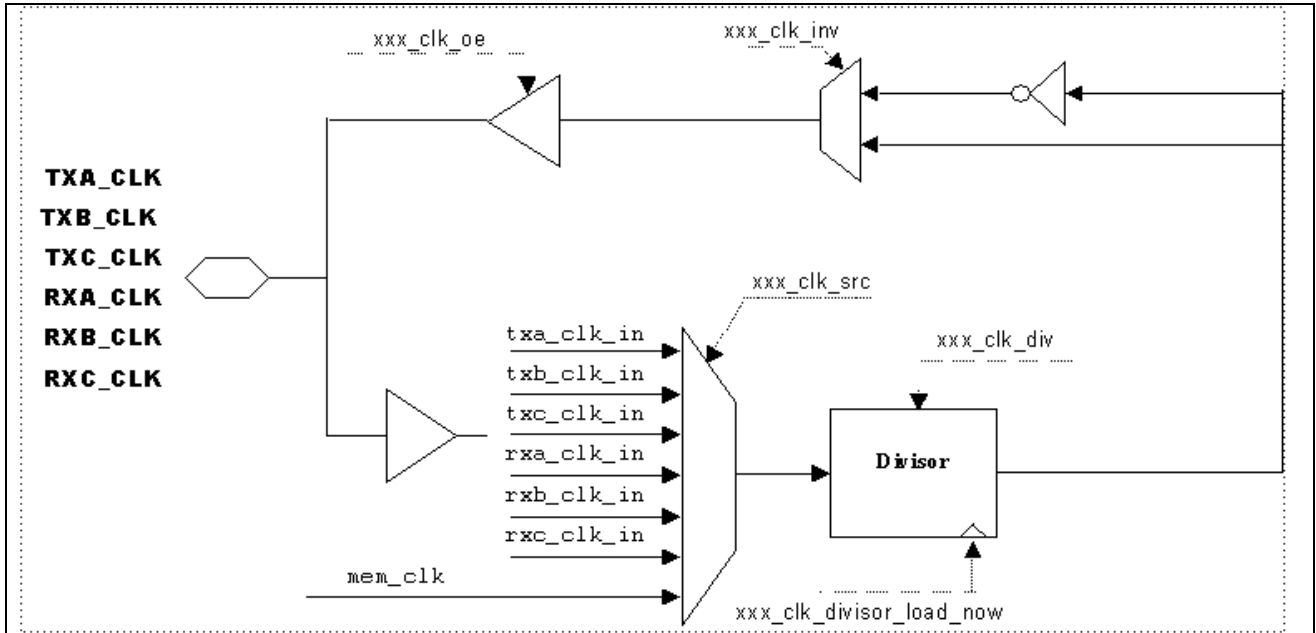 xxx_clk_oe
xxx_clk_inv
TXA_CLK
TXB_CLK
TXC_CLK
RXA_CLK
RXB_CLK
RXC_CLK
xxx_clk_src
txa_clk_in
txb_clk_in
txc_clk_in
rxa_clk_in
rxb_clk_in
rxc_clk_in
mem_clk
xxx_clk_div
Divisor
xxx_clk_divisor_load_now